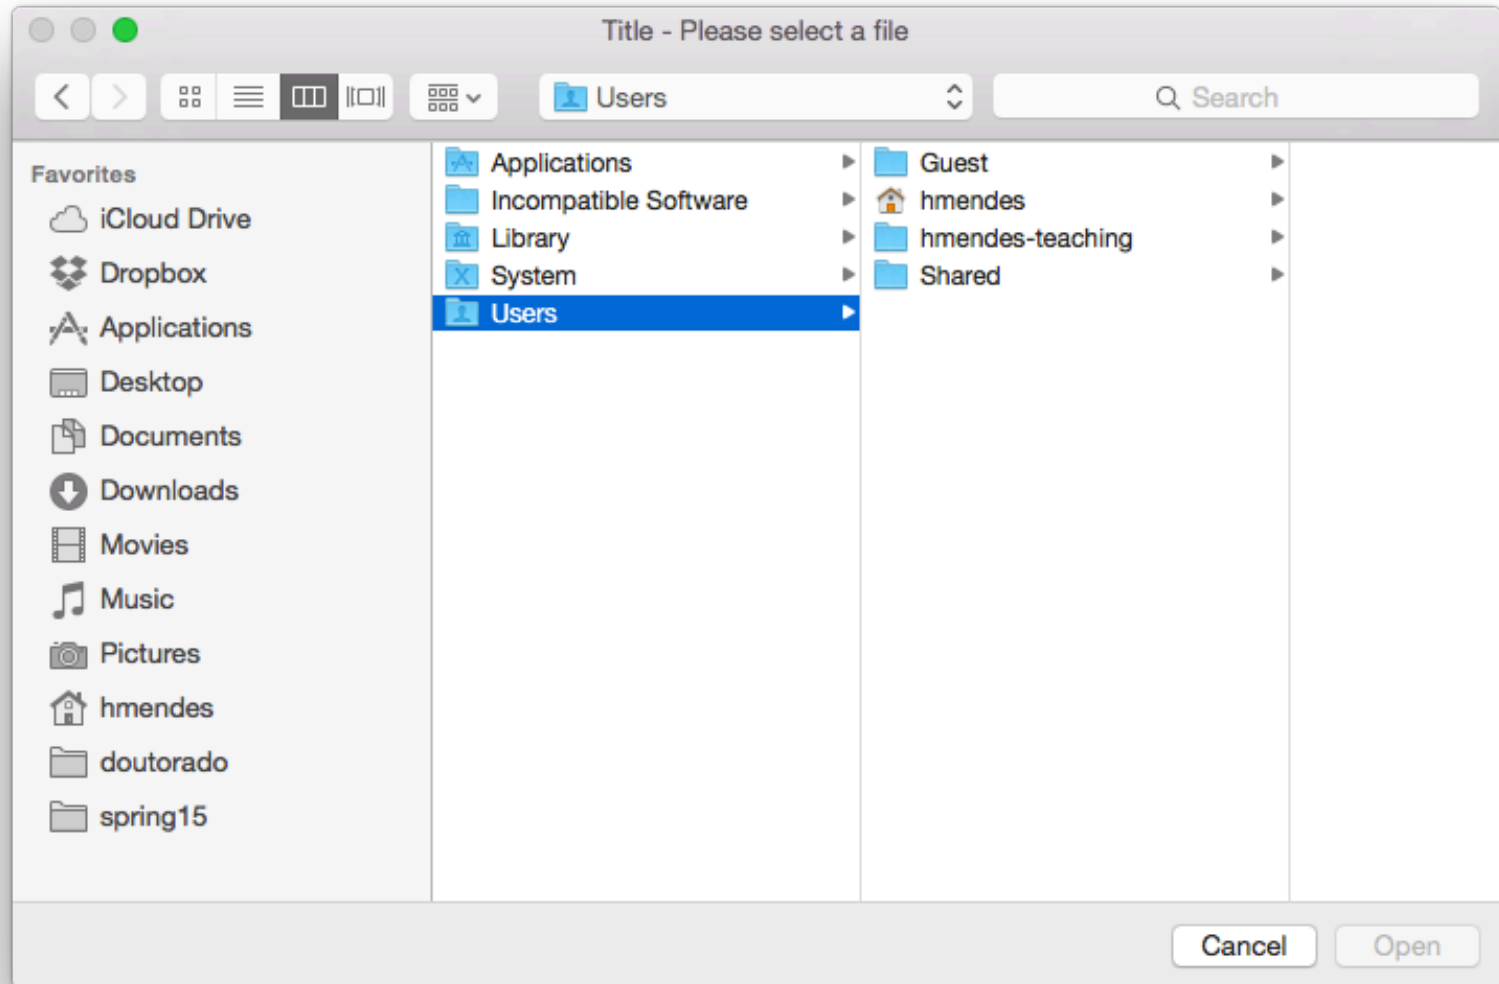 Title - Please select a file
Users
Search
Favorites
iCloud Drive
Dropbox
Applications
Desktop
Documents
Downloads
Movies
Music
Pictures
hmendes
doutorado
spring15
Applications
Incompatible Software
Library
System
Users
Guest
hmendes
hmendes-teaching
Shared
Cancel
Open